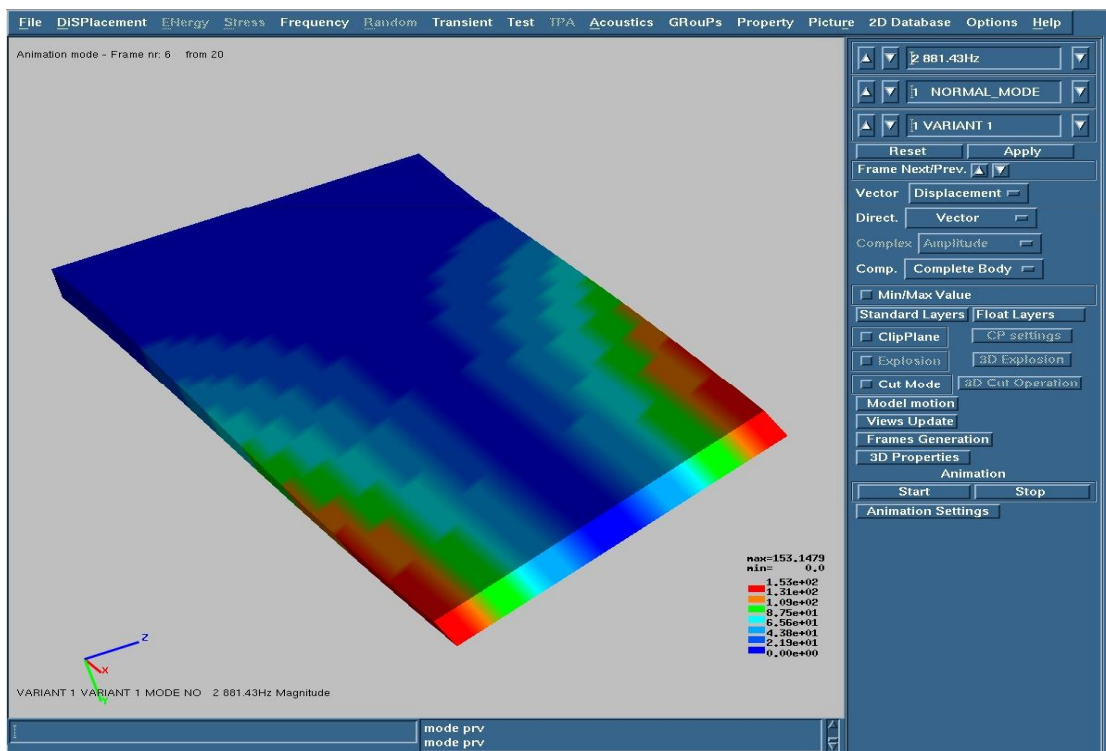 File DiSPlacement ENergy Stress Frequency Random Transient Test TPA Acoustics GRouPs Property Picture 2D Database Options Help
Animation mode - Frame nr: 6 from 20
2 881.43Hz
1 NORMAL_MODE
1 VARIANT 1
Reset Apply
Frame Next/Prev.
Vector Displacement
Direct. Vector
Complex Amplitude
Comp. Complete Body
Min/Max Value
Standard Layers Float Layers
ClipPlane CP settings
Explosion 3D Explosion
Cut Mode 3D Cut Operation
Model motion
Views Update
Frames Generation
3D Properties
Animation
Start Stop
Animation Settings
max=153.1479
min= 0.0
1.53e+02
1.31e+02
1.09e+02
8.75e+01
6.56e+01
4.38e+01
2.19e+01
0.00e+00
Z
X
Y
VARIANT 1 VARIANT 1 MODE NO 2 881.43Hz Magnitude
mode prv
mode prv